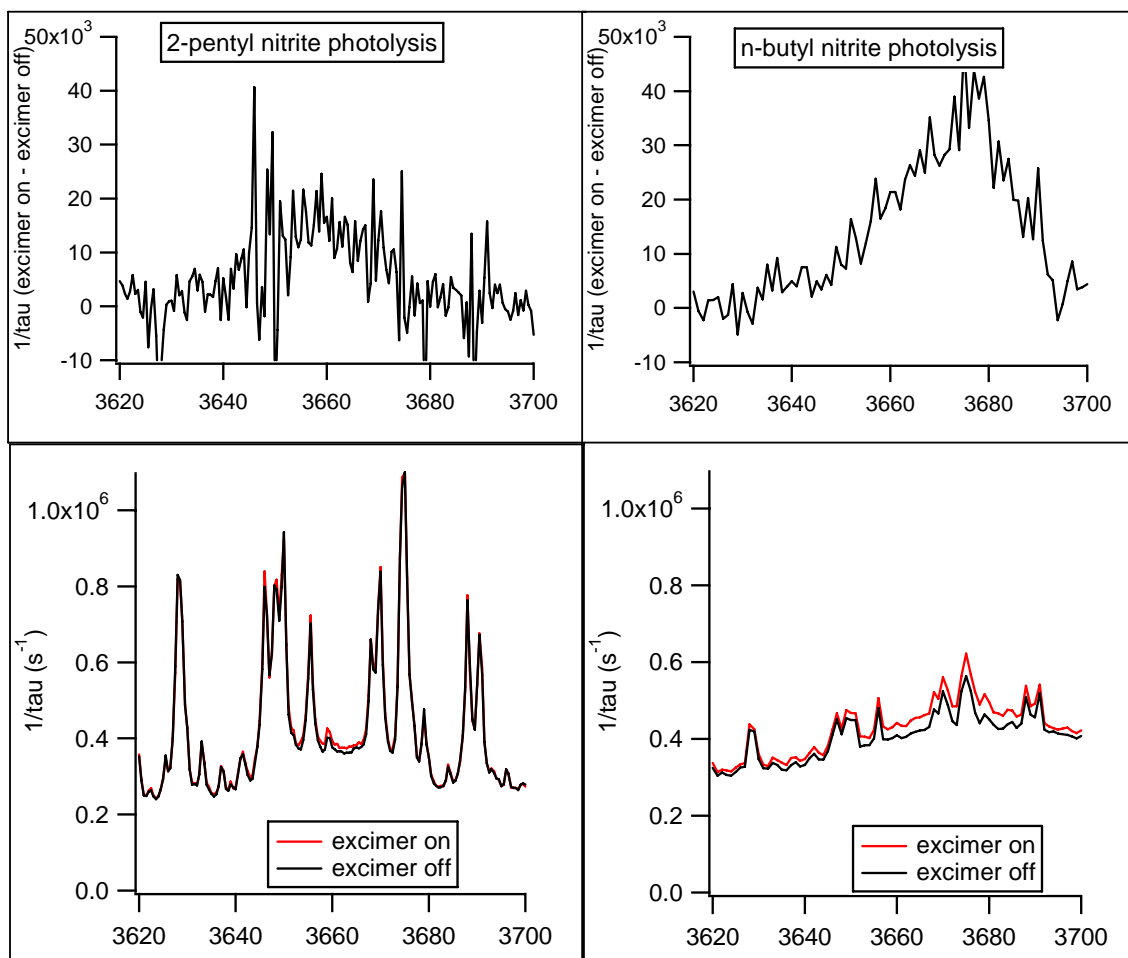 2-pentyl nitrite photolysis
1/tau (excimer on - excimer off)
50x10³
40
30
20
10
0
-10
3620 3640 3660 3680 3700
n-butyl nitrite photolysis
1/tau (excimer on - excimer off)
50x10³
40
30
20
10
0
-10
3620 3640 3660 3680 3700
1/tau (s⁻¹)
1.0x10⁶
0.8
0.6
0.4
0.2
0.0
excimer on
excimer off
3620 3640 3660 3680 3700
1/tau (s⁻¹)
1.0x10⁶
0.8
0.6
0.4
0.2
0.0
excimer on
excimer off
3620 3640 3660 3680 3700